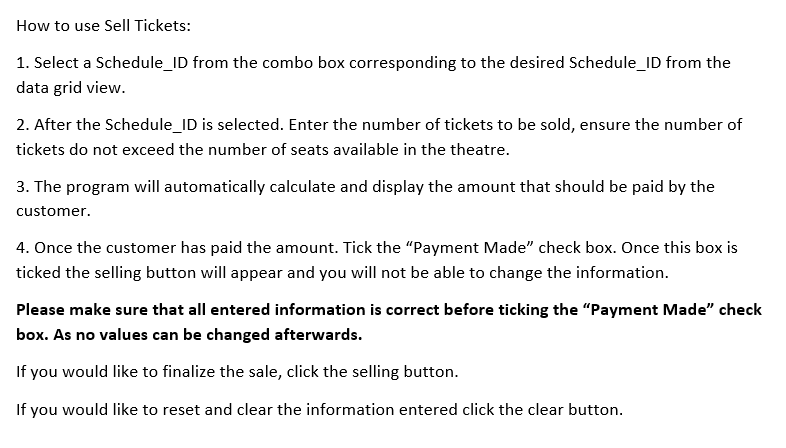 How to use Sell Tickets:
1. Select a Schedule_ID from the combo box corresponding to the desired Schedule_ID from the
data grid view.
2. After the Schedule_ID is selected. Enter the number of tickets to be sold, ensure the number of
tickets do not exceed the number of seats available in the theatre.
3. The program will automatically calculate and display the amount that should be paid by the
customer.
4. Once the customer has paid the amount. Tick the “Payment Made” check box. Once this box is
ticked the selling button will appear and you will not be able to change the information.
Please make sure that all entered information is correct before ticking the “Payment Made” check
box. As no values can be changed afterwards.
If you would like to finalize the sale, click the selling button.
If you would like to reset and clear the information entered click the clear button.